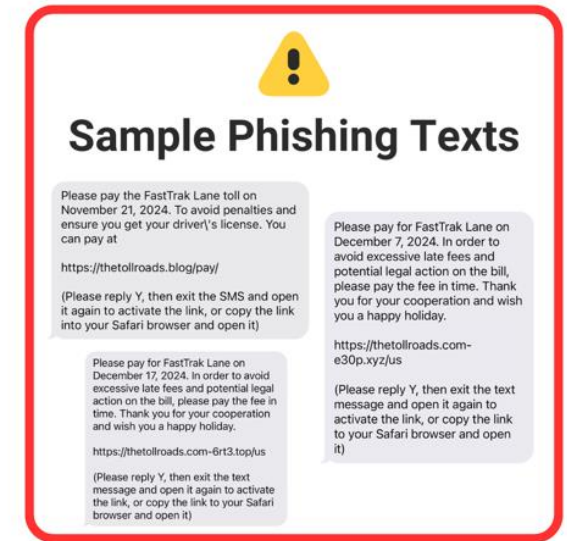 Sample Phishing Texts
Please pay the FastTrak Lane toll on
November 21, 2024. To avoid penalties and
ensure you get your driver\'s license. You
can pay at
https://thetollroads.blog/pay/
(Please reply Y, then exit the SMS and open
it again to activate the link, or copy the link
into your Safari browser and open it)
Please pay for FastTrak Lane on
December 7, 2024. In order to
avoid excessive late fees and
potential legal action on the bill,
please pay the fee in time. Thank
you for your cooperation and wish
you a happy holiday.
https://thetollroads.com-
e30p.xyz/us
(Please reply Y, then exit the text
message and open it again to
activate the link, or copy the link
to your Safari browser and open
it)
Please pay for FastTrak Lane on
December 17, 2024. In order to avoid
excessive late fees and potential legal
action on the bill, please pay the fee in
time. Thank you for your cooperation
and wish you a happy holiday.
https://thetollroads.com-6rt3.top/us
(Please reply Y, then exit the text
message and open it again to activate
the link, or copy the link to your Safari
browser and open it)